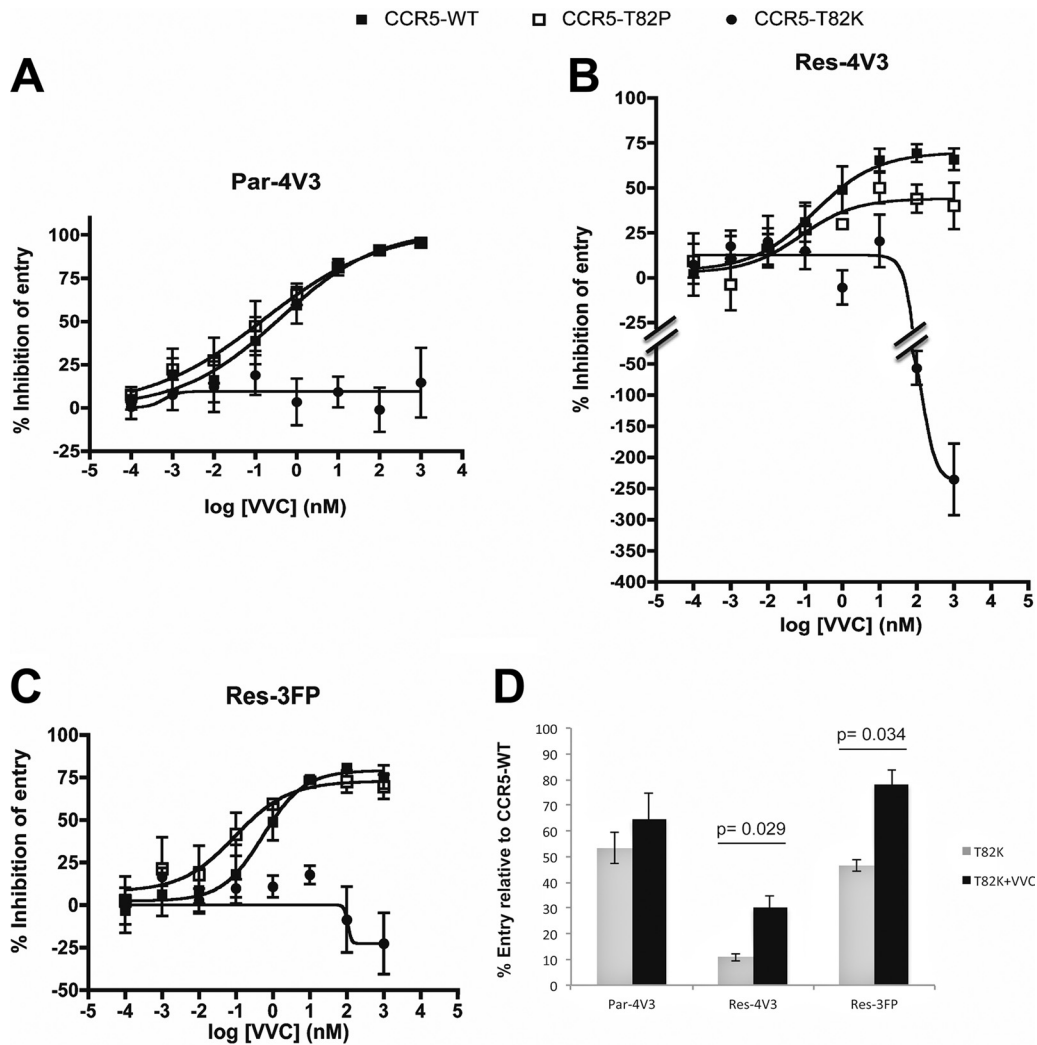 CCR5-WT CCR5-T82P CCR5-T82K
A
Par-4V3
% Inhibition of entry
100
75
50
25
0
-25
-5 -4 -3 -2 -1 0 1 2 3 4
log [VVC] (nM)
B
Res-4V3
% Inhibition of entry
100
75
50
25
0
-25
-50
-100
-150
-200
-250
-300
-350
-400
-5 -4 -3 -2 -1 0 1 2 3 4 5
log [VVC] (nM)
C
Res-3FP
% Inhibition of entry
100
75
50
25
0
-25
-50
-5 -4 -3 -2 -1 0 1 2 3 4 5
log [VVC] (nM)
D
% Entry relative to CCR5-WT
100
90
80
70
60
50
40
30
20
10
0
p= 0.029
p= 0.034
Par-4V3 Res-4V3 Res-3FP
T82K
T82K+VVC